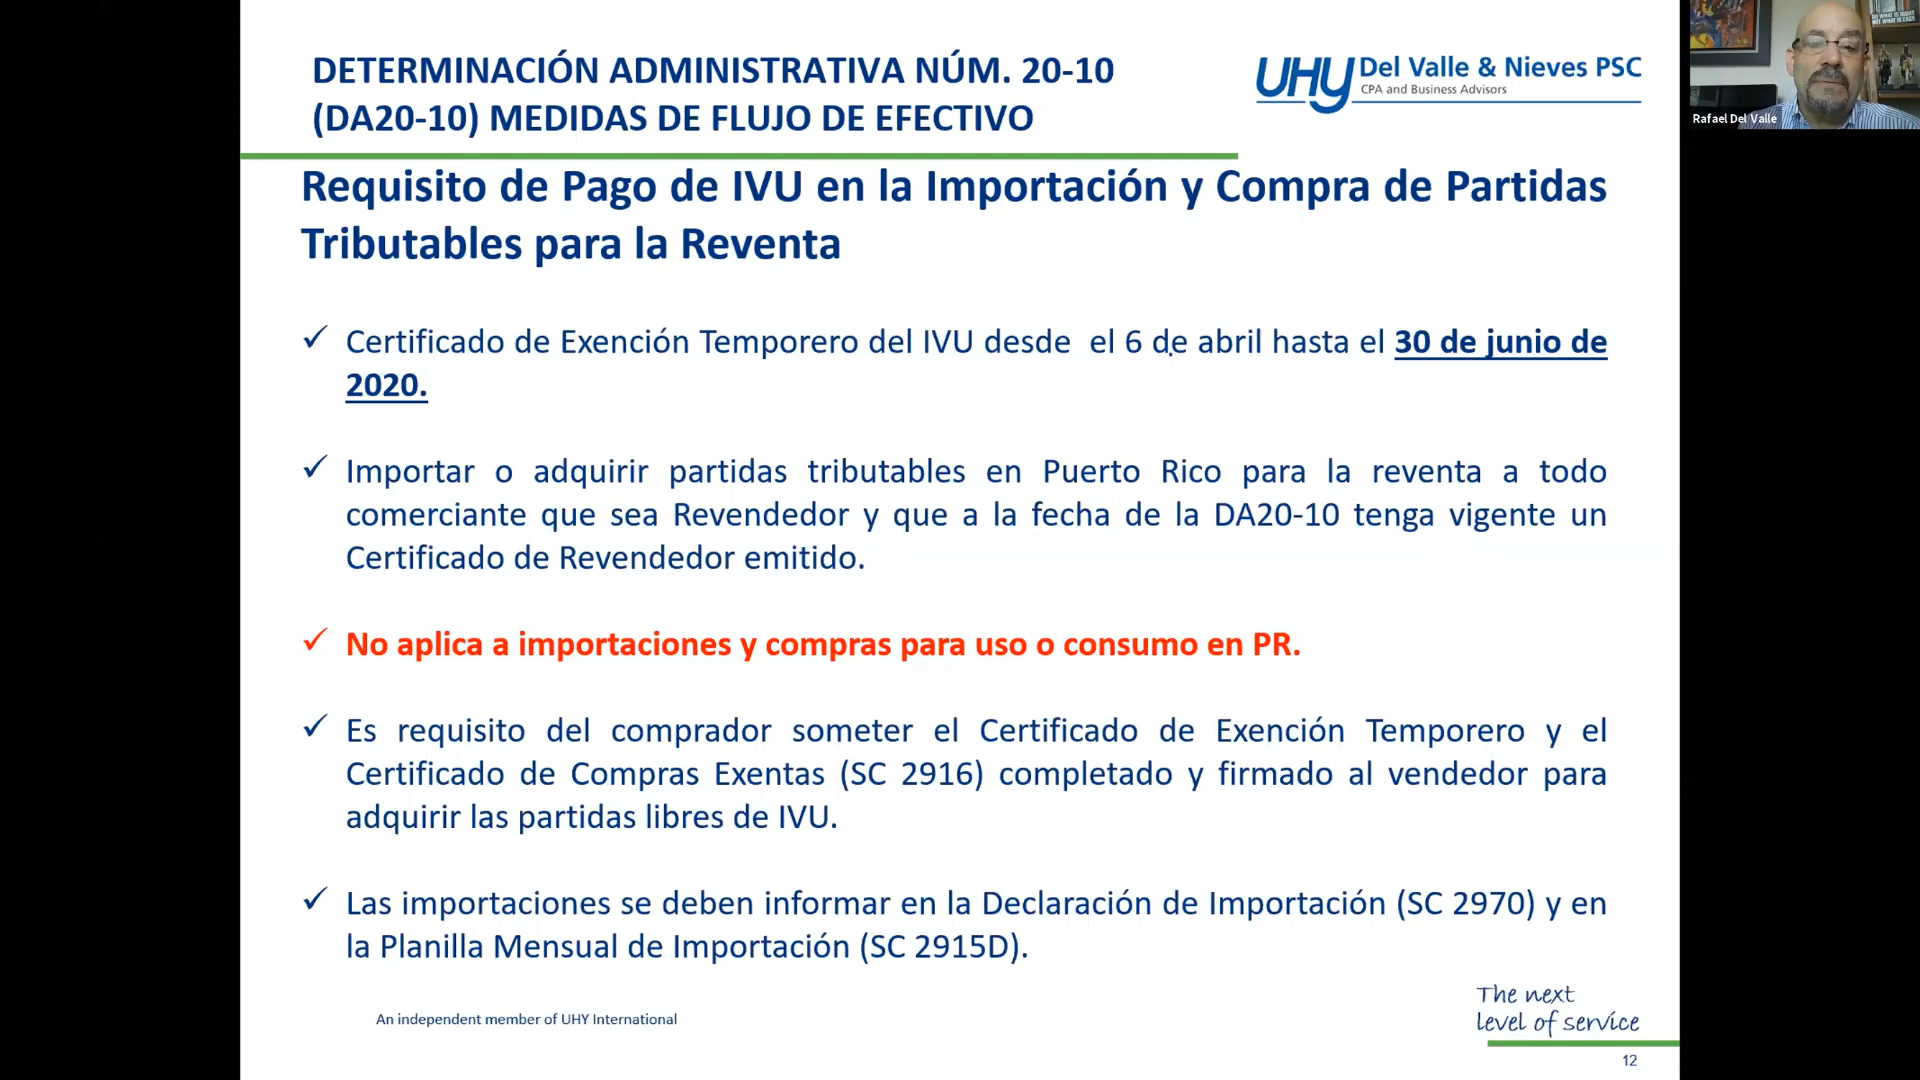 DETERMINACIÓN ADMINISTRATIVA NÚM. 20-10
(DA20-10) MEDIDAS DE FLUJO DE EFECTIVO
UHY Del Valle & Nieves PSC
CPA and Business Advisors
DO WHAT IS RIGHT
NOT WHAT IS EASY.
Rafael Del Valle
Requisito de Pago de IVU en la Importación y Compra de Partidas
Tributables para la Reventa
✓ Certificado de Exención Temporero del IVU desde el 6 de abril hasta el 30 de junio de
2020.
✓ Importar o adquirir partidas tributables en Puerto Rico para la reventa a todo
comerciante que sea Revendedor y que a la fecha de la DA20-10 tenga vigente un
Certificado de Revendedor emitido.
✓ No aplica a importaciones y compras para uso o consumo en PR.
✓ Es requisito del comprador someter el Certificado de Exención Temporero y el
Certificado de Compras Exentas (SC 2916) completado y firmado al vendedor para
adquirir las partidas libres de IVU.
✓ Las importaciones se deben informar en la Declaración de Importación (SC 2970) y en
la Planilla Mensual de Importación (SC 2915D).
An independent member of UHY International
The next
level of service
12